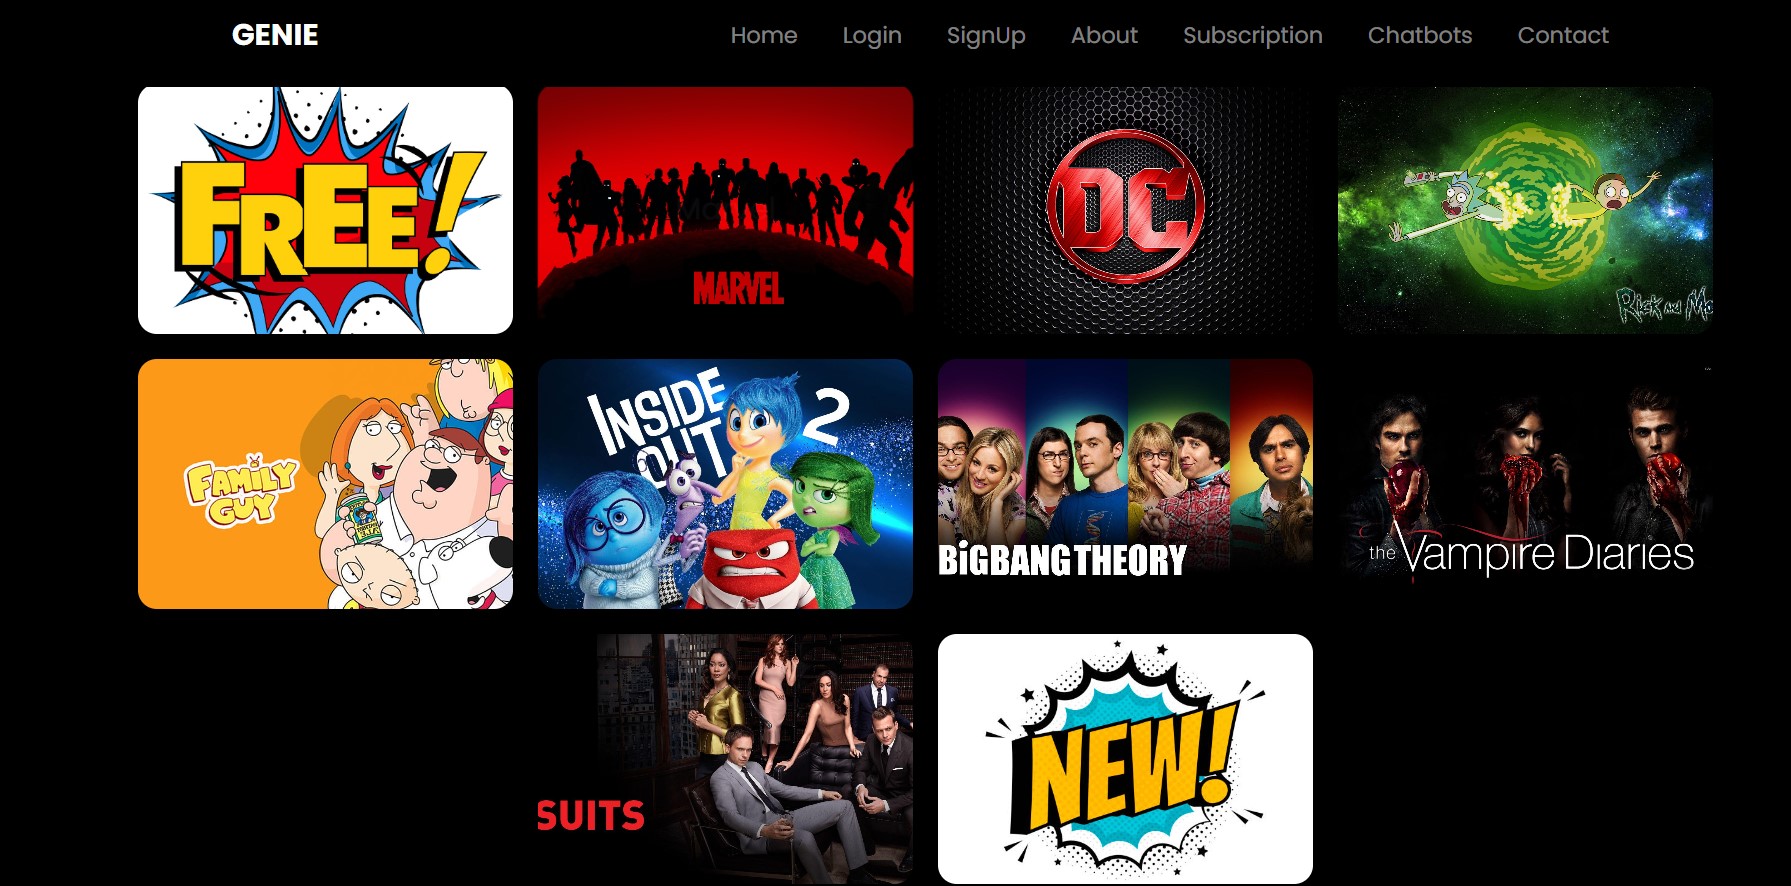 GENIE
Home Login SignUp About Subscription Chatbots Contact
FREE!
MARVEL
DC
RICK AND MO
FAMILY
GUY
INSIDE
OUT 2
BiGBANG THEORY
the Vampire Diaries
SUITS
NEW!